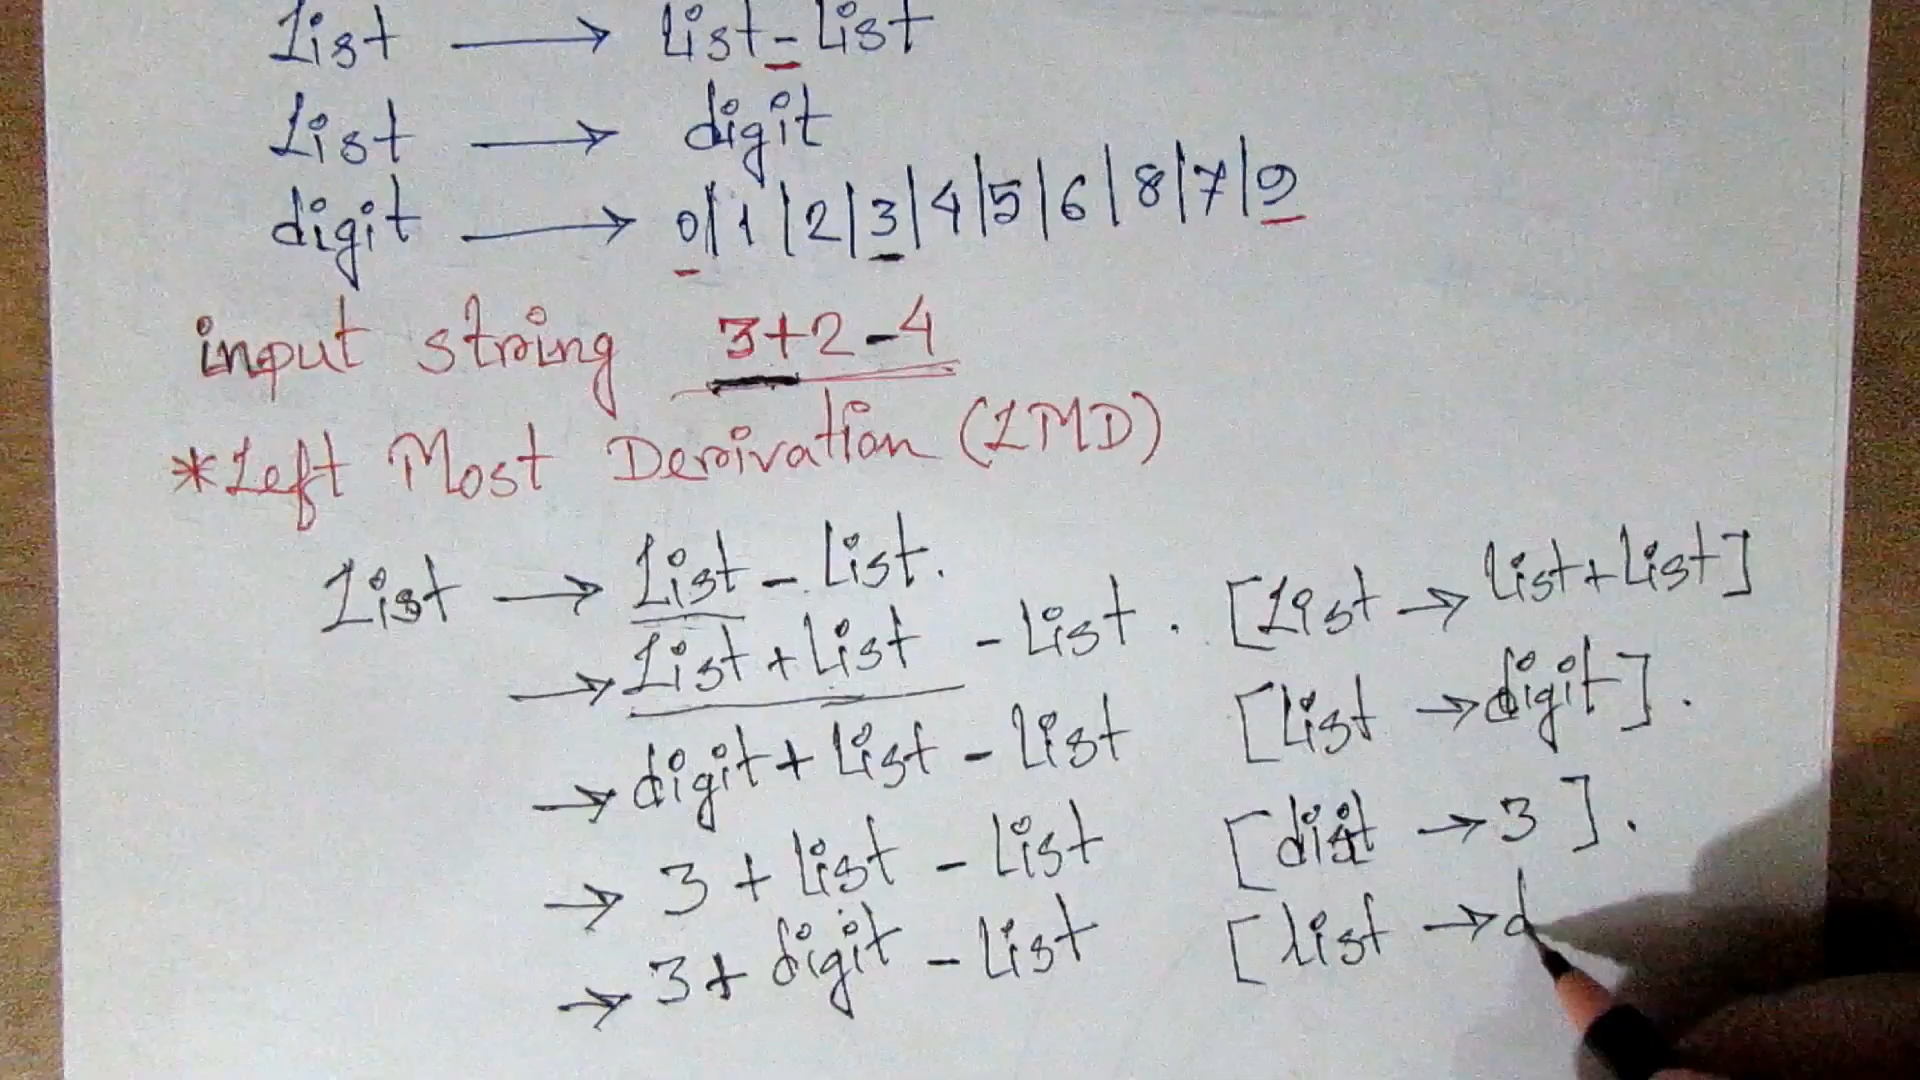 List → List - List
List → digit
digit → 0|1|2|3|4|5|6|8|7|9
input string 3+2-4
*Left Most Derivation (LMD)
List → List - List.
→ List + List - List. [List → List + List]
→ digit + List - List [List → digit].
→ 3 + List - List [digit → 3].
→ 3 + digit - List [List → d